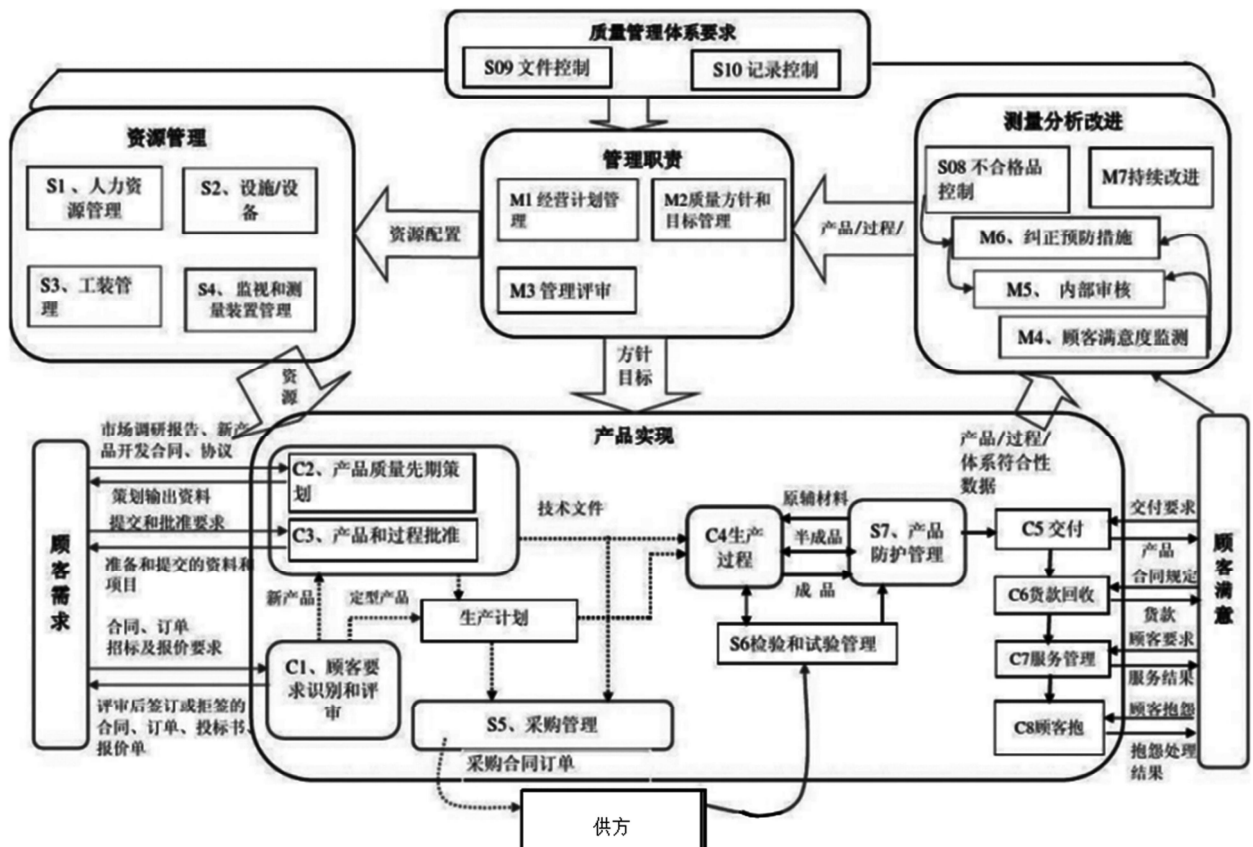 质量管理体系要求
S09 文件控制
S10 记录控制
资源管理
S1 、人力资
源管理
S2、设施/设
备
S3、工装管
理
S4、监视和测
量装置管理
资源配置
管理职责
M1 经营计划管
理
M2质量方针和
目标管理
M3 管理评审
产品/过程/
测量分析改进
S08 不合格品
控制
M7持续改进
M6、纠正预防措施
M5、 内部审核
M4、顾客满意度监测
资
源
方针
目标
产品实现
产品/过程/
体系符合性
数据
顾
客
需
求
市场调研报告、新产
品开发合同、协议
策划输出资料
提交和批准要求
准备和提交的资料和
项目
合同、订单
招标及报价要求
评审后签订或拒签的
合同、订单、投标书、
报价单
C2、产品质量先期策
划
C3、产品和过程批准
新产品
定型产品
C1、顾客要
求识别和评
审
生产计划
技术文件
S5、采购管理
采购合同订单
供方
C4生产
过程
原辅材料
半成品
成 品
S7、产品
防护管理
S6检验和试验管理
C5 交付
C6货款回收
C7服务管理
C8顾客抱
交付要求
产品
合同规定
货款
顾客要求
服务结果
顾客抱怨
抱怨处理
结果
顾
客
满
意